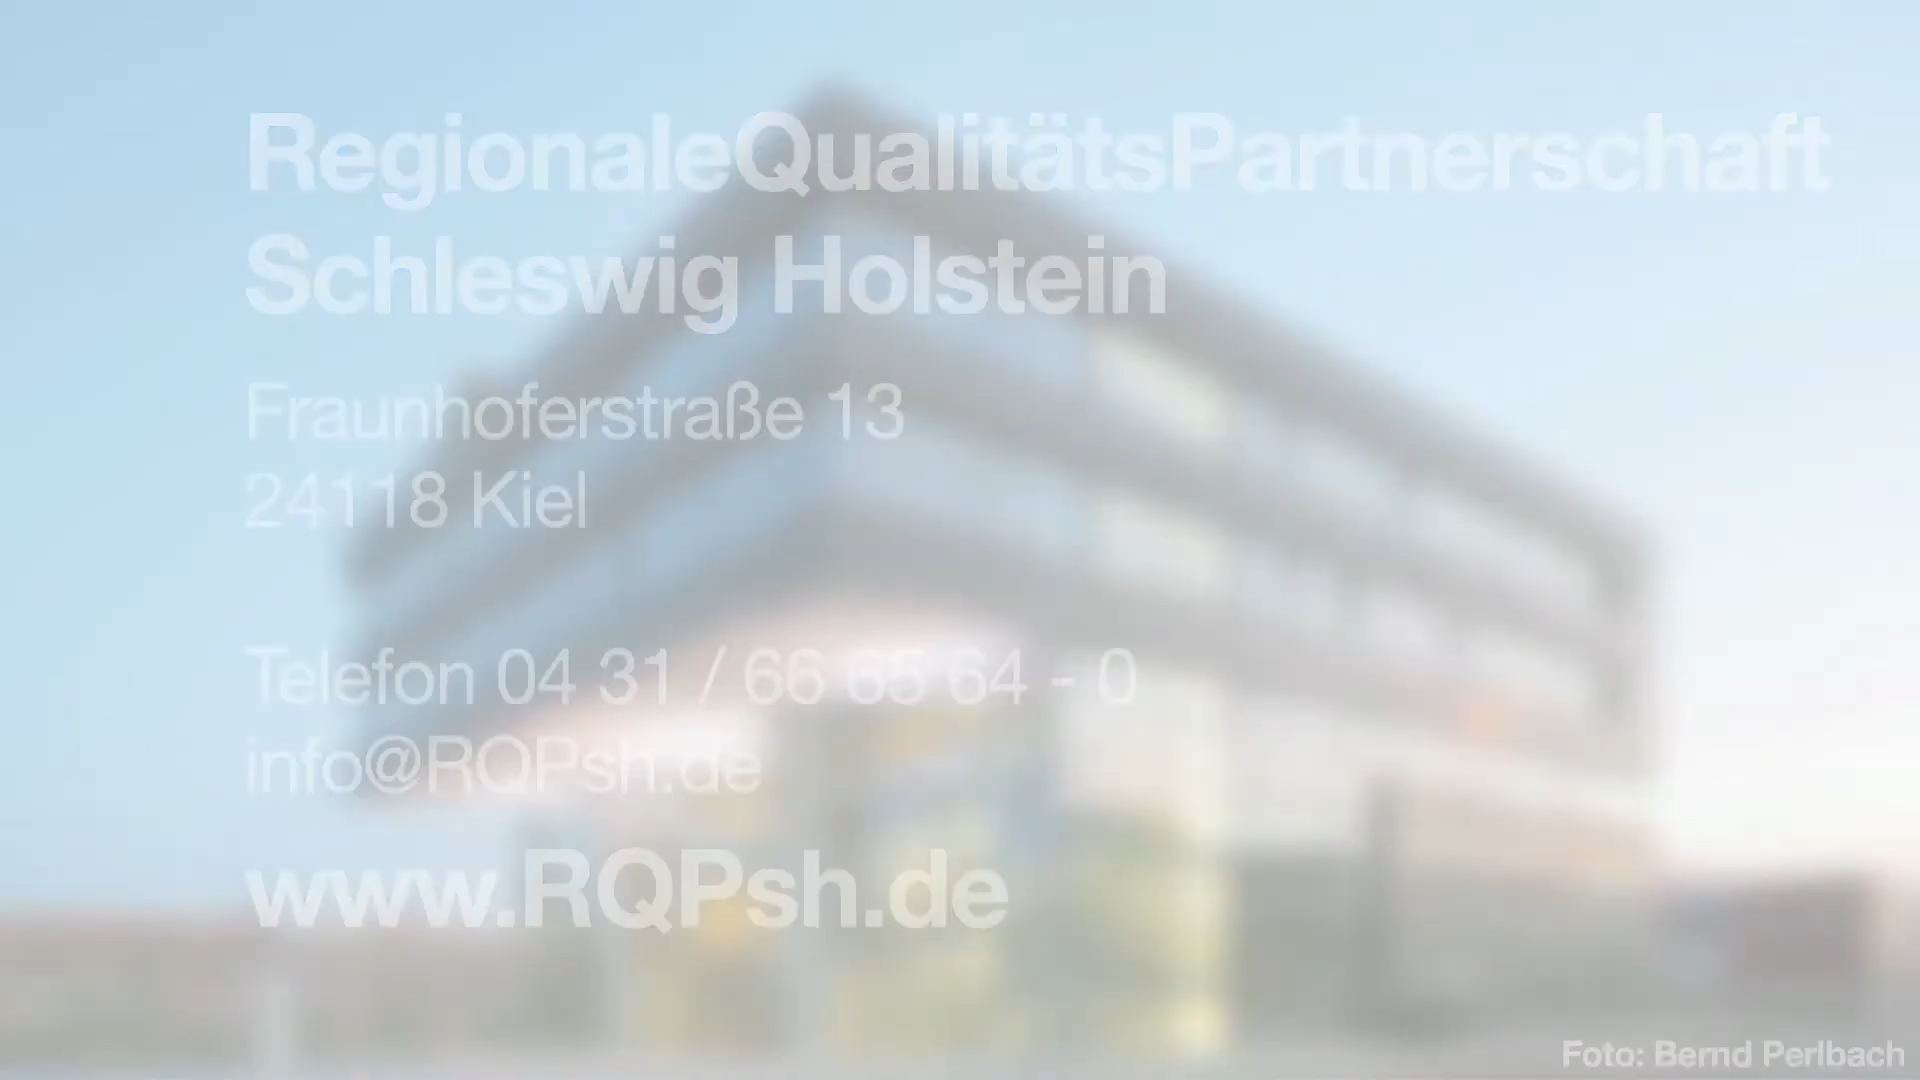 RegionaleQualitätsPartnerschaft
Schleswig Holstein
Fraunhoferstraße 13
24118 Kiel
Telefon 04 31 / 66 65 64 - 0
info@RQPsh.de
www.RQPsh.de
Foto: Bernd Perlbach